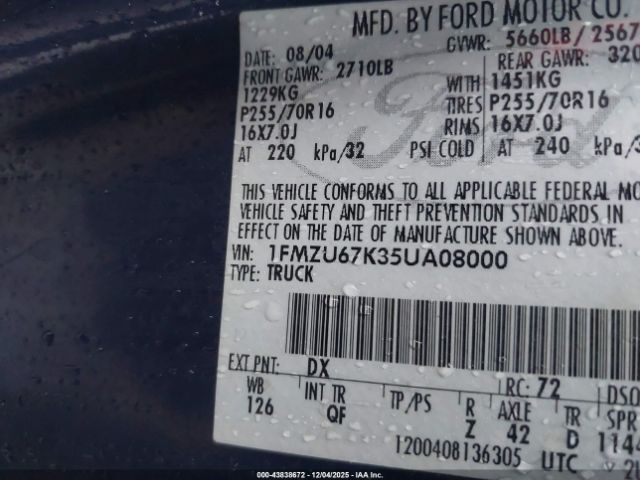 MFD. BY FORD MOTOR CO.
DATE: 08/04 GVWR: 5660LB / 2567
FRONT GAWR: 2710LB REAR GAWR: 320
1229KG WITH 1451KG
P255/70R16 TIRES P255/70R16
16X7.0J RIMS 16X7.0J
AT 220 kPa/32 PSI COLD AT 240 kPa/3
THIS VEHICLE CONFORMS TO ALL APPLICABLE FEDERAL MO
VEHICLE SAFETY AND THEFT PREVENTION STANDARDS IN
EFFECT ON THE DATE OF MANUFACTURE SHOWN ABOVE.
VIN: 1FMZU67K35UA08000
TYPE: TRUCK
EXT PNT: DX RC: 72 DSO
WB INT TR TP/PS R AXLE TR SPR
126 QF Z 42 D 1144
1200408136305 UTC
00-43838672 12/04/2025 - IAAI.COM